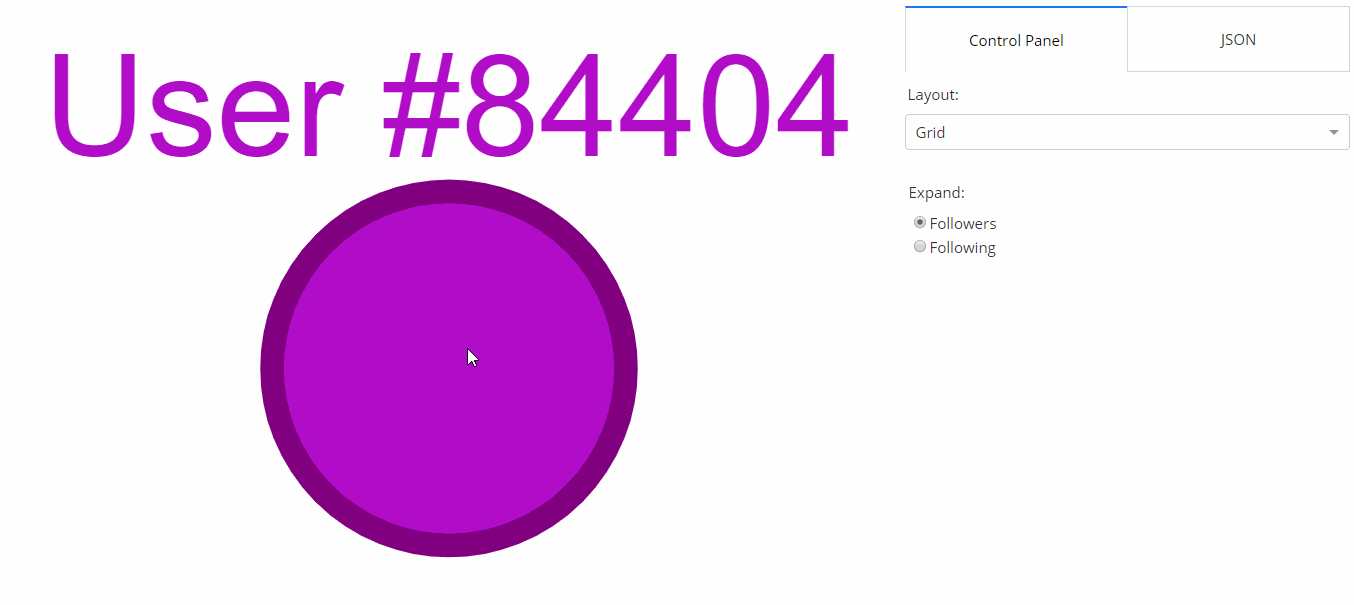 User #84404
Control Panel
JSON
Layout:
Grid
Expand:
Followers
Following